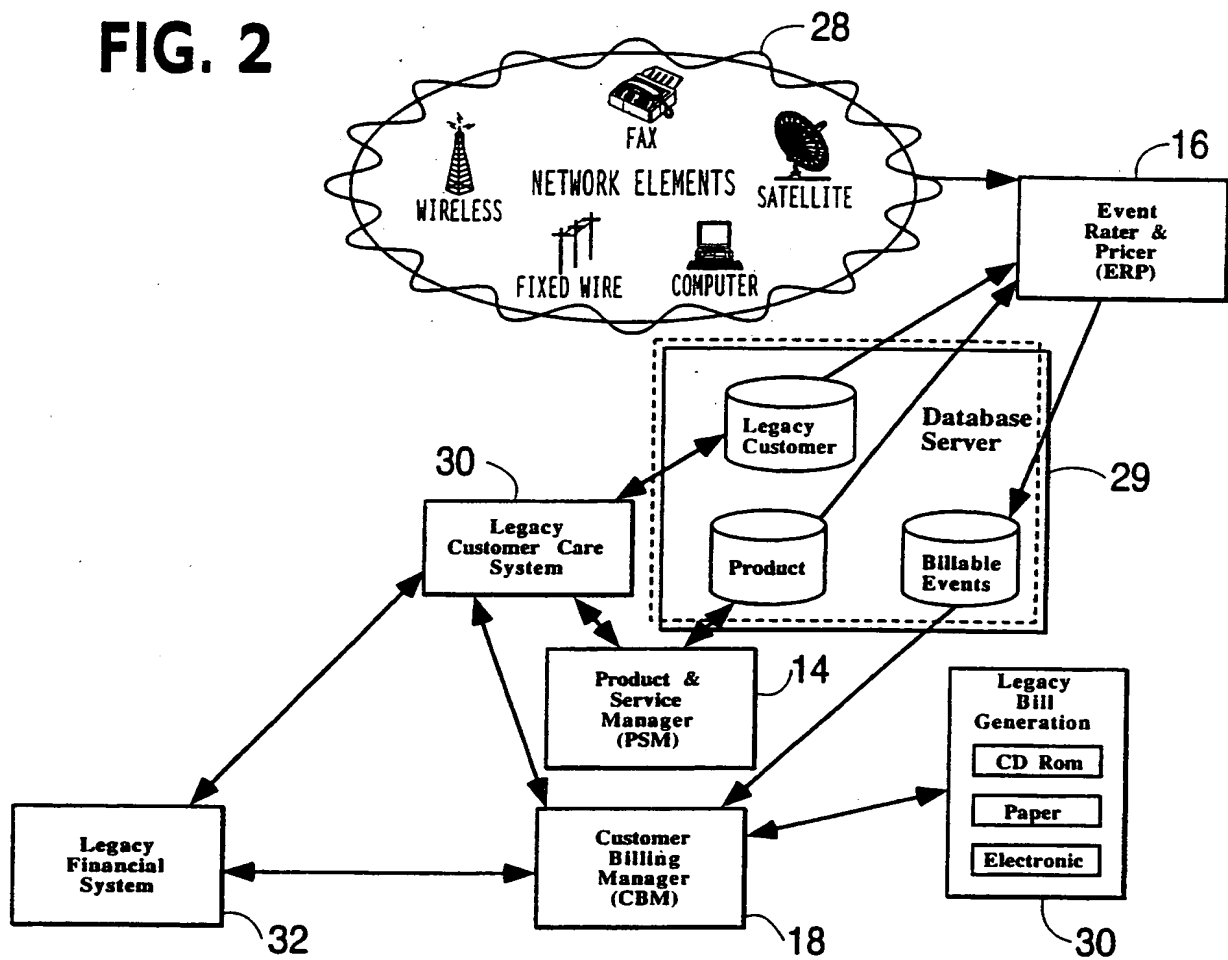 FIG. 2
28
FAX
WIRELESS
NETWORK ELEMENTS
SATELLITE
FIXED WIRE
COMPUTER
16
Event
Rater &
Pricer
(ERP)
Legacy
Customer
Database
Server
29
Product
Billable
Events
30
Legacy
Customer Care
System
Product &
Service
Manager
(PSM)
14
Legacy
Bill
Generation
CD Rom
Paper
Electronic
30
Legacy
Financial
System
32
Customer
Billing
Manager
(CBM)
18